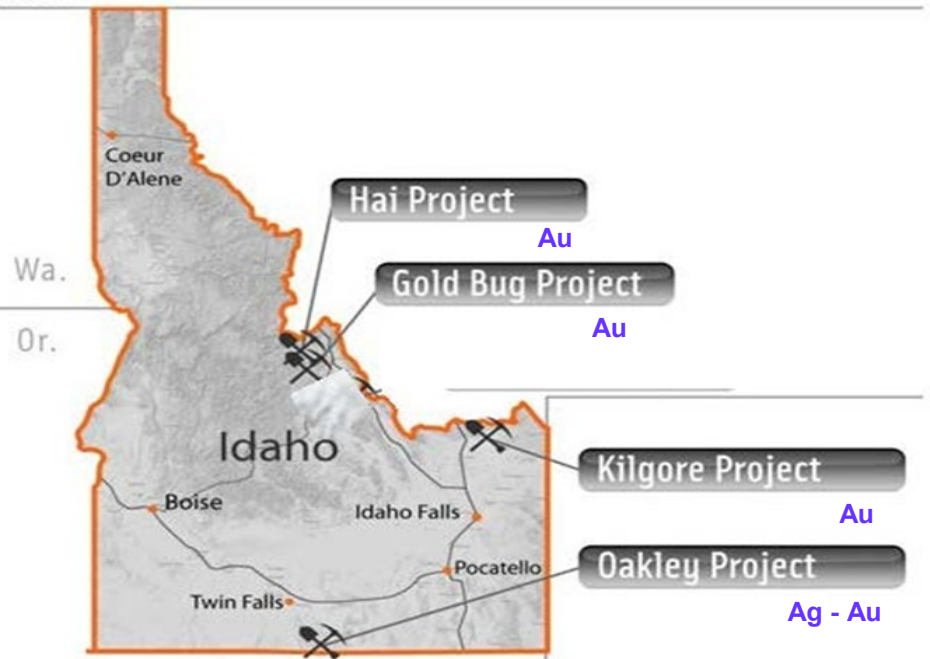 Coeur
D'Alene
Hai Project
Au
Wa.
Gold Bug Project
Au
Or.
Idaho
Kilgore Project
Boise
Idaho Falls
Au
Oakley Project
Pocatello
Twin Falls
Ag - Au